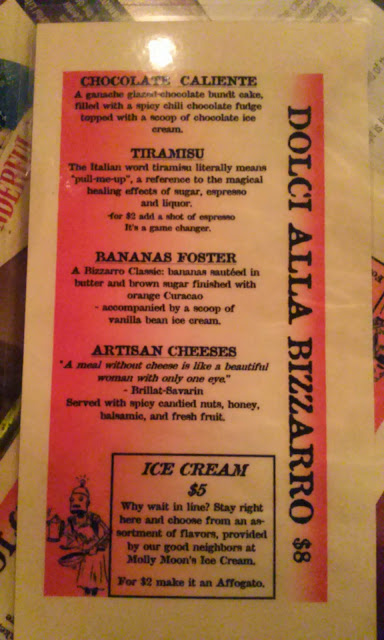 CHOCOLATE CALIENTE
A ganache glazed chocolate bundt cake,
filled with a spicy chili chocolate fudge
topped with a scoop of chocolate ice
cream.
TIRAMISU
The Italian word tiramisu literally means
"pull-me-up", a reference to the magical
healing effects of sugar, espresso
and liquor.
-for $2 add a shot of espresso
It's a game changer.
BANANAS FOSTER
A Bizzarro Classic: bananas sautéed in
butter and brown sugar finished with
orange Curacao
- accompanied by a scoop of
vanilla bean ice cream.
ARTISAN CHEESES
"A meal without cheese is like a beautiful
woman with only one eye."
- Brillat-Savarin
Served with spicy candied nuts, honey,
balsamic, and fresh fruit.
ICE CREAM
$5
Why wait in line? Stay right
here and choose from an as-
sortment of flavors, provided
by our good neighbors at
Molly Moon's Ice Cream.
For $2 make it an Affogato.
DOLCI ALLA BIZZARRO $8